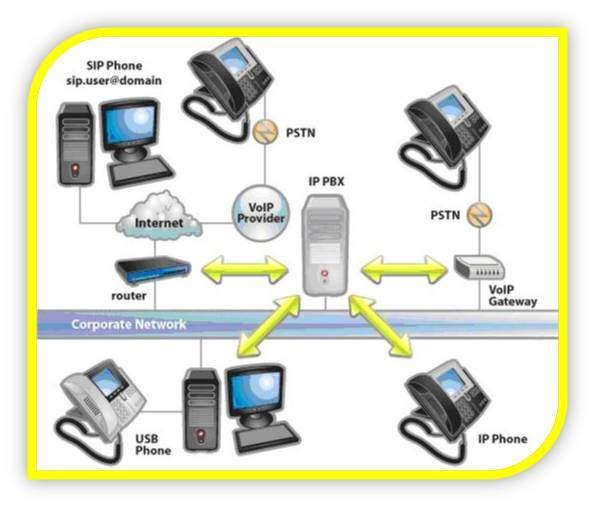 SIP Phone
sip.user@domain
PSTN
IP PBX
Internet
VoIP
Provider
PSTN
router
VoIP
Gateway
Corporate Network
USB
Phone
IP Phone